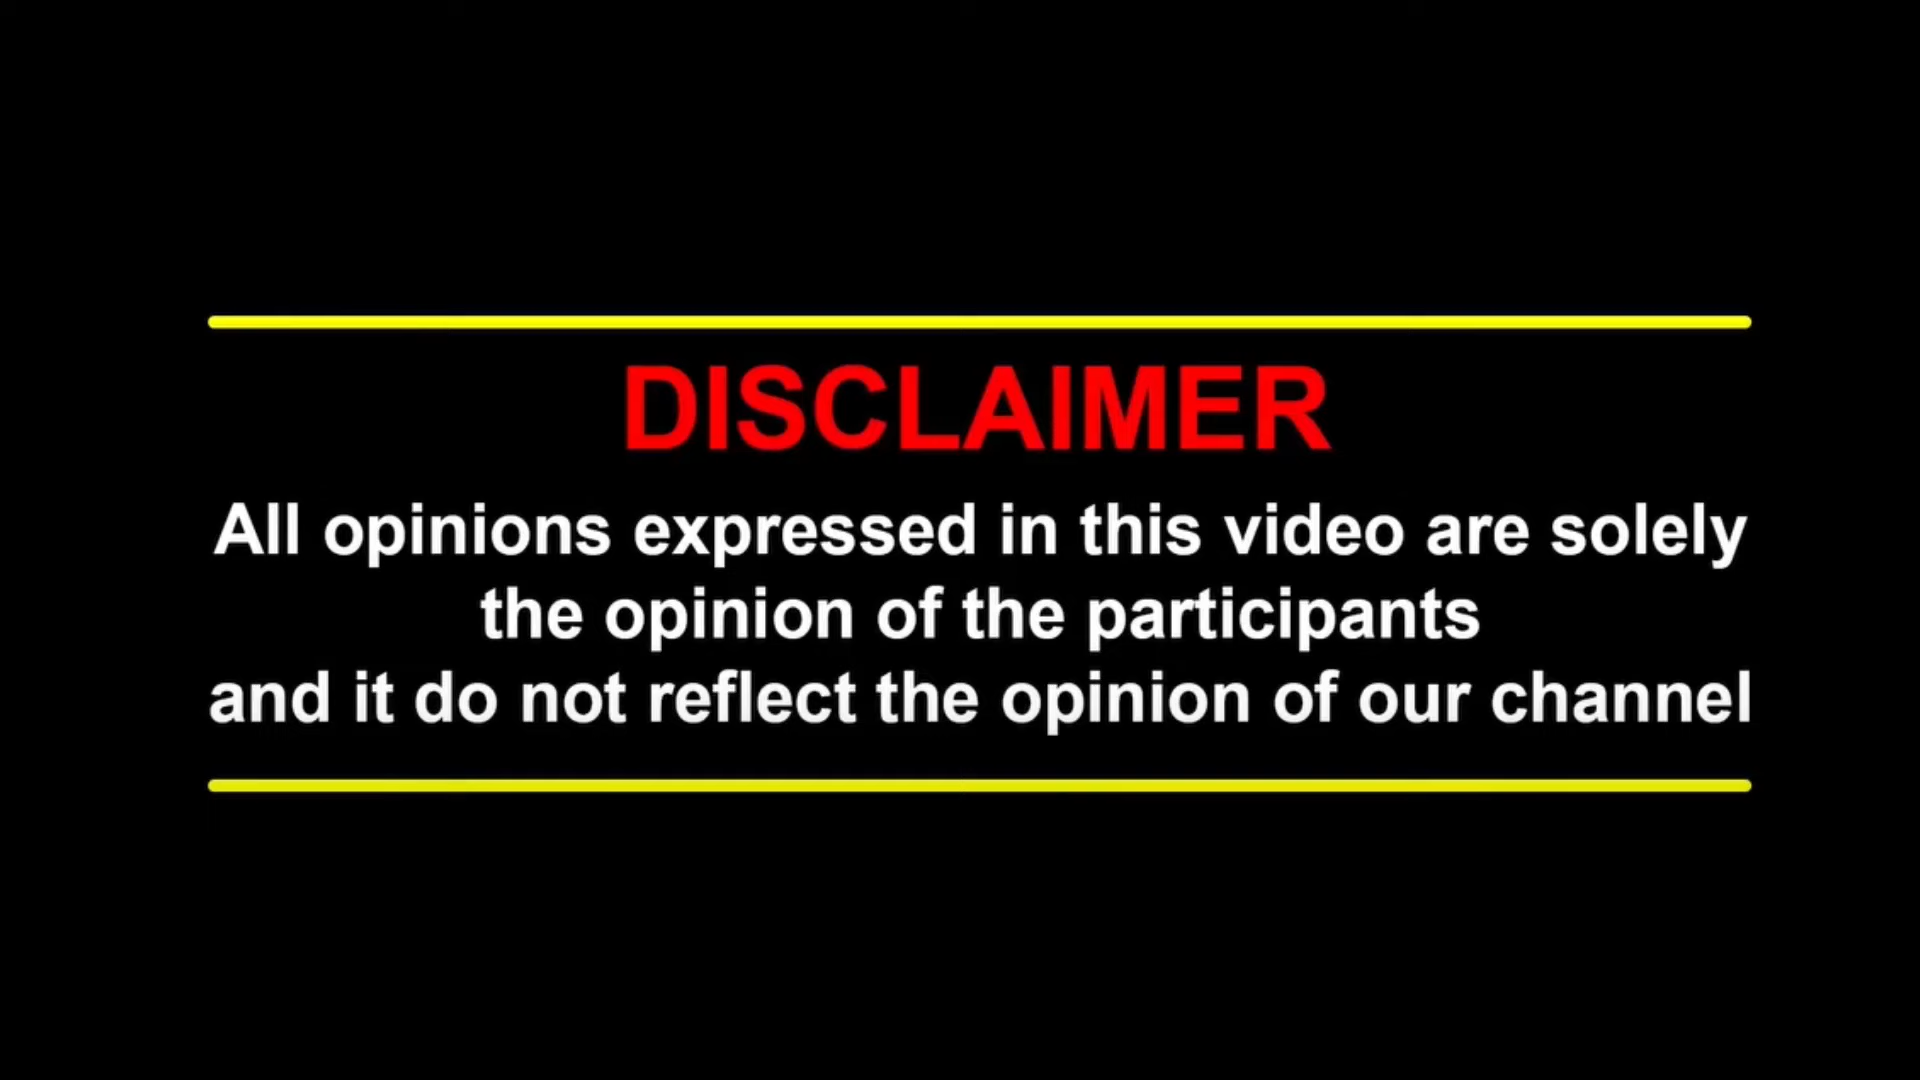 DISCLAIMER
All opinions expressed in this video are solely
the opinion of the participants
and it do not reflect the opinion of our channel